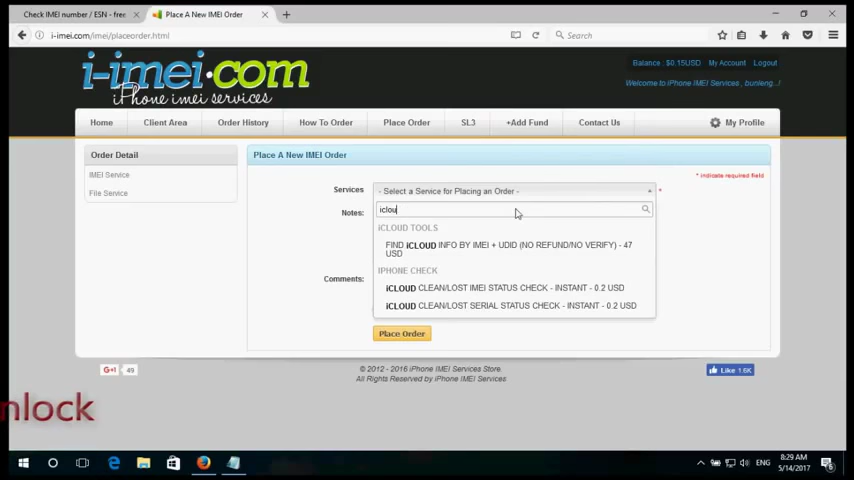 Check IMEI number / ESN - free
Place A New IMEI Order
i-imei.com/imei/placeorder.html
Search
i-imei.com
iPhone imei services
Balance : $0.15USD
My Account
Logout
Welcome to iPhone IMEI Services , bunleng...!
Home
Client Area
Order History
How To Order
Place Order
SL3
+Add Fund
Contact Us
My Profile
Order Detail
IMEI Service
File Service
Place A New IMEI Order
* indicate required field
Services
- Select a Service for Placing an Order -
*
iclou
Notes:
iCLOUD TOOLS
FIND iCLOUD INFO BY IMEI + UDID (NO REFUND/NO VERIFY) - 47
USD
IPHONE CHECK
Comments:
iCLOUD CLEAN/LOST IMEI STATUS CHECK - INSTANT - 0.2 USD
iCLOUD CLEAN/LOST SERIAL STATUS CHECK - INSTANT - 0.2 USD
Place Order
G+1
49
© 2012 - 2016 iPhone IMEI Services Store.
All Rights Reserved by iPhone IMEI Services.
Like 1.6K
nlock
ENG
8:29 AM
5/14/2017
6